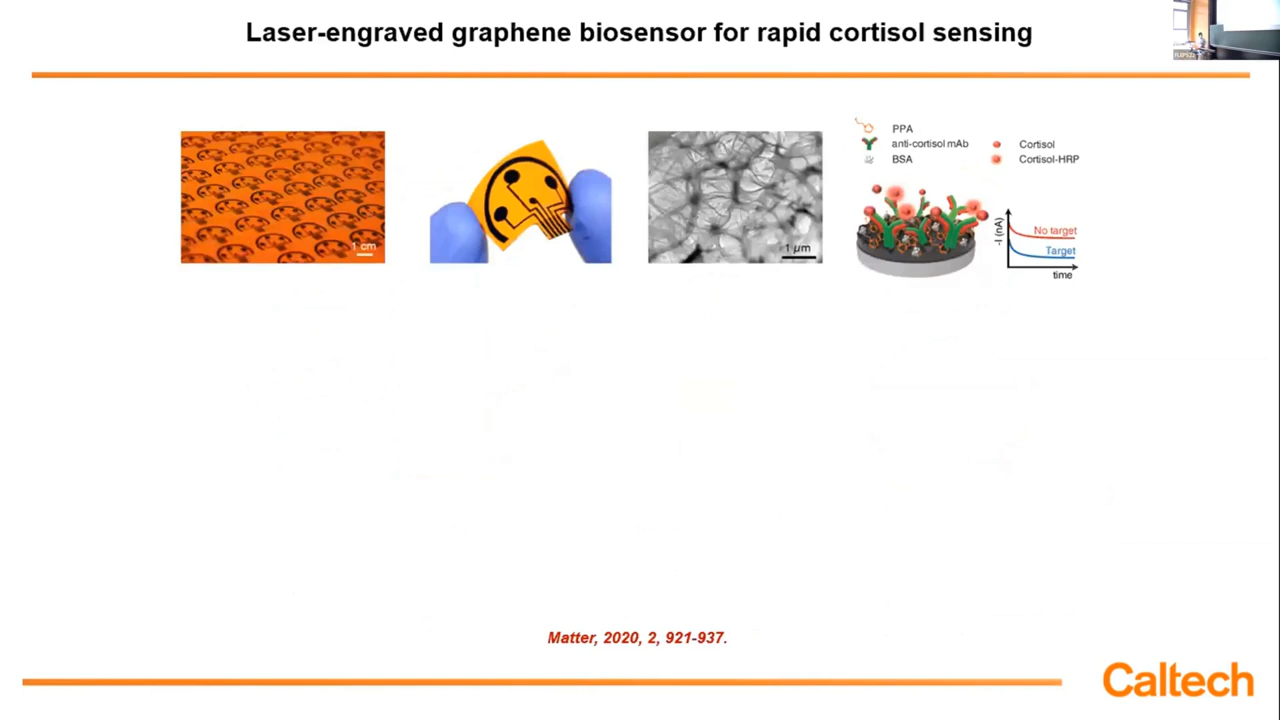 Laser-engraved graphene biosensor for rapid cortisol sensing
1 cm
1 µm
PPA
anti-cortisol mAb
BSA
Cortisol
Cortisol-HRP
-I (nA)
No target
Target
time
Matter, 2020, 2, 921-937.
Caltech